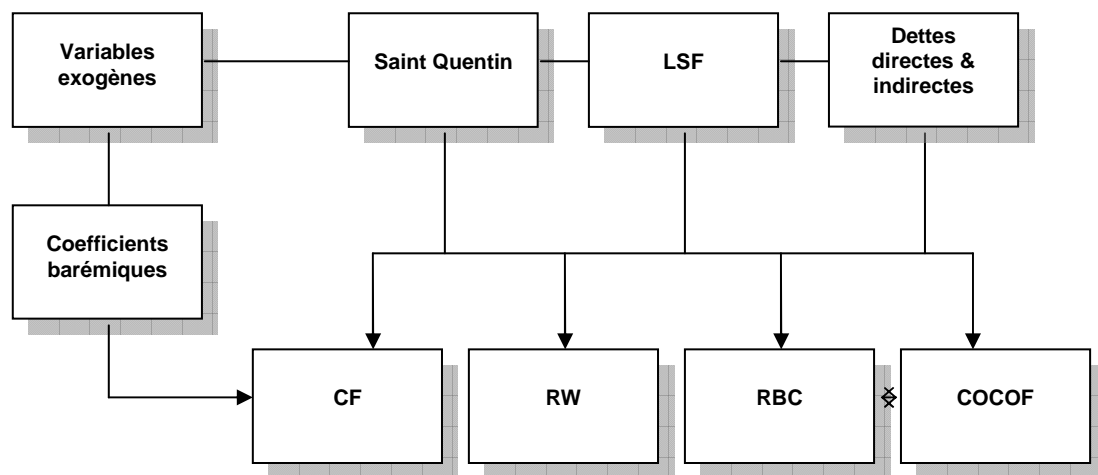 Variables
exogènes
Saint Quentin
LSF
Dettes
directes &
indirectes
Coefficients
barémiques
CF
RW
RBC
COCOF